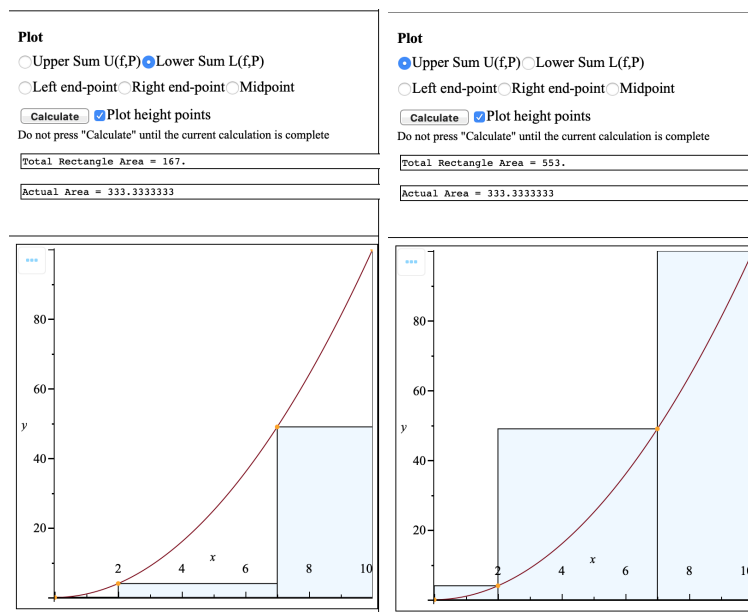 Plot
Upper Sum U(f,P) Lower Sum L(f,P)
Left end-point Right end-point Midpoint
Calculate Plot height points
Do not press "Calculate" until the current calculation is complete
Total Rectangle Area = 167.
Actual Area = 333.3333333
80
60
y
40
20
x
2 4 6 8 10
Plot
Upper Sum U(f,P) Lower Sum L(f,P)
Left end-point Right end-point Midpoint
Calculate Plot height points
Do not press "Calculate" until the current calculation is complete
Total Rectangle Area = 553.
Actual Area = 333.3333333
80
60
y
40
20
x
2 4 6 8